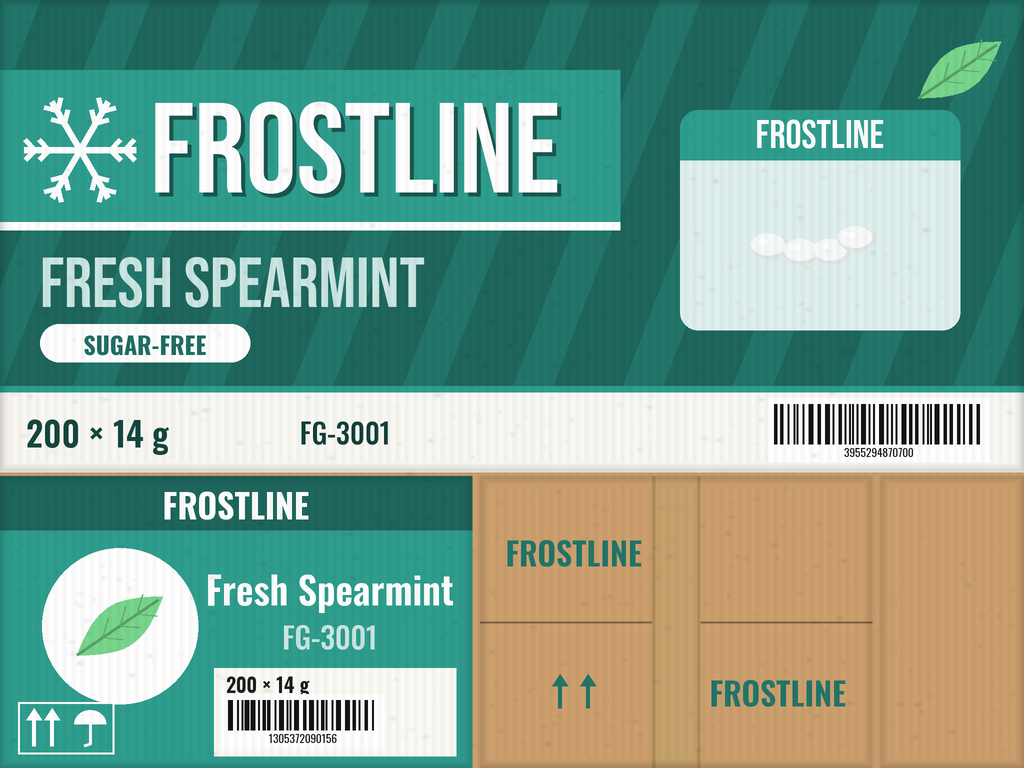 FROSTLINE
FRESH SPEARMINT
SUGAR-FREE
FROSTLINE
200 × 14 g
FG-3001
3955294870700
FROSTLINE
Fresh Spearmint
FG-3001
200 × 14 g
1305372090156
FROSTLINE
FROSTLINE